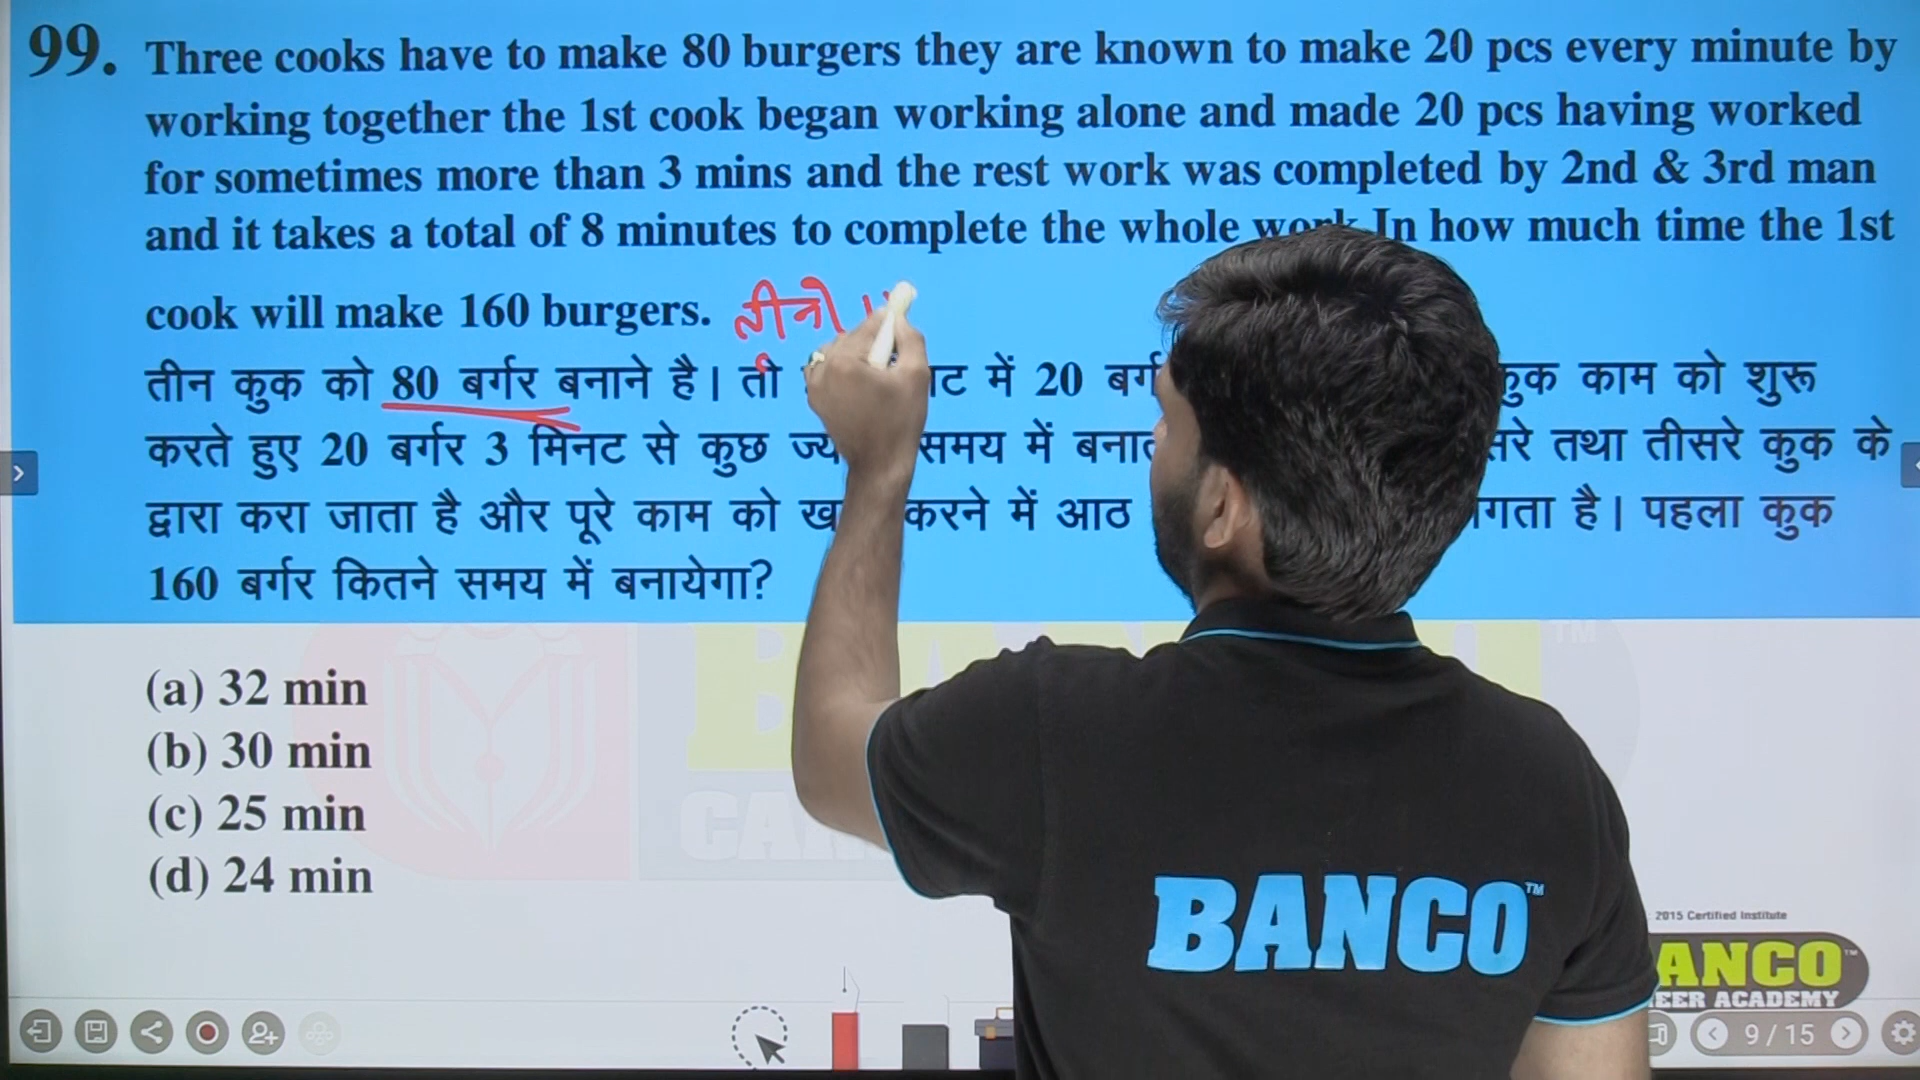 99. Three cooks have to make 80 burgers they are known to make 20 pcs every minute by
working together the 1st cook began working alone and made 20 pcs having worked
for sometimes more than 3 mins and the rest work was completed by 2nd & 3rd man
and it takes a total of 8 minutes to complete the whole work In how much time the 1st
cook will make 160 burgers. तीनो
तीन कुक को 80 बर्गर बनाने है। में 20 कुक काम को शुरू
करते हुए 20 बर्गर 3 मिनट से कुछ समय में तथा तीसरे कुक के
द्वारा करा जाता है और पूरे काम को करने में आठ है। पहला कुक
160 बर्गर कितने समय में बनायेगा?
(a) 32 min
(b) 30 min
(c) 25 min
(d) 24 min
BANCO™
2015 Certified Institute
ANCO™
EER ACADEMY
9/15